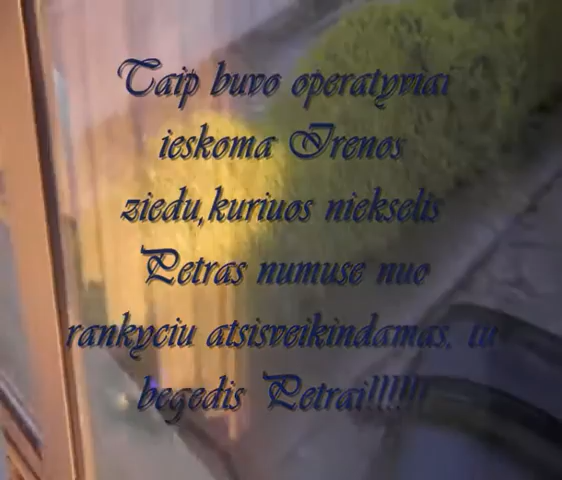 Taip buvo operatyviai
ieskoma Irenos
ziedu,kuriuos niekselis
Petras numuse nuo
rankyciu atsisveikindamas, tu
begedis Petrai!!!!!!